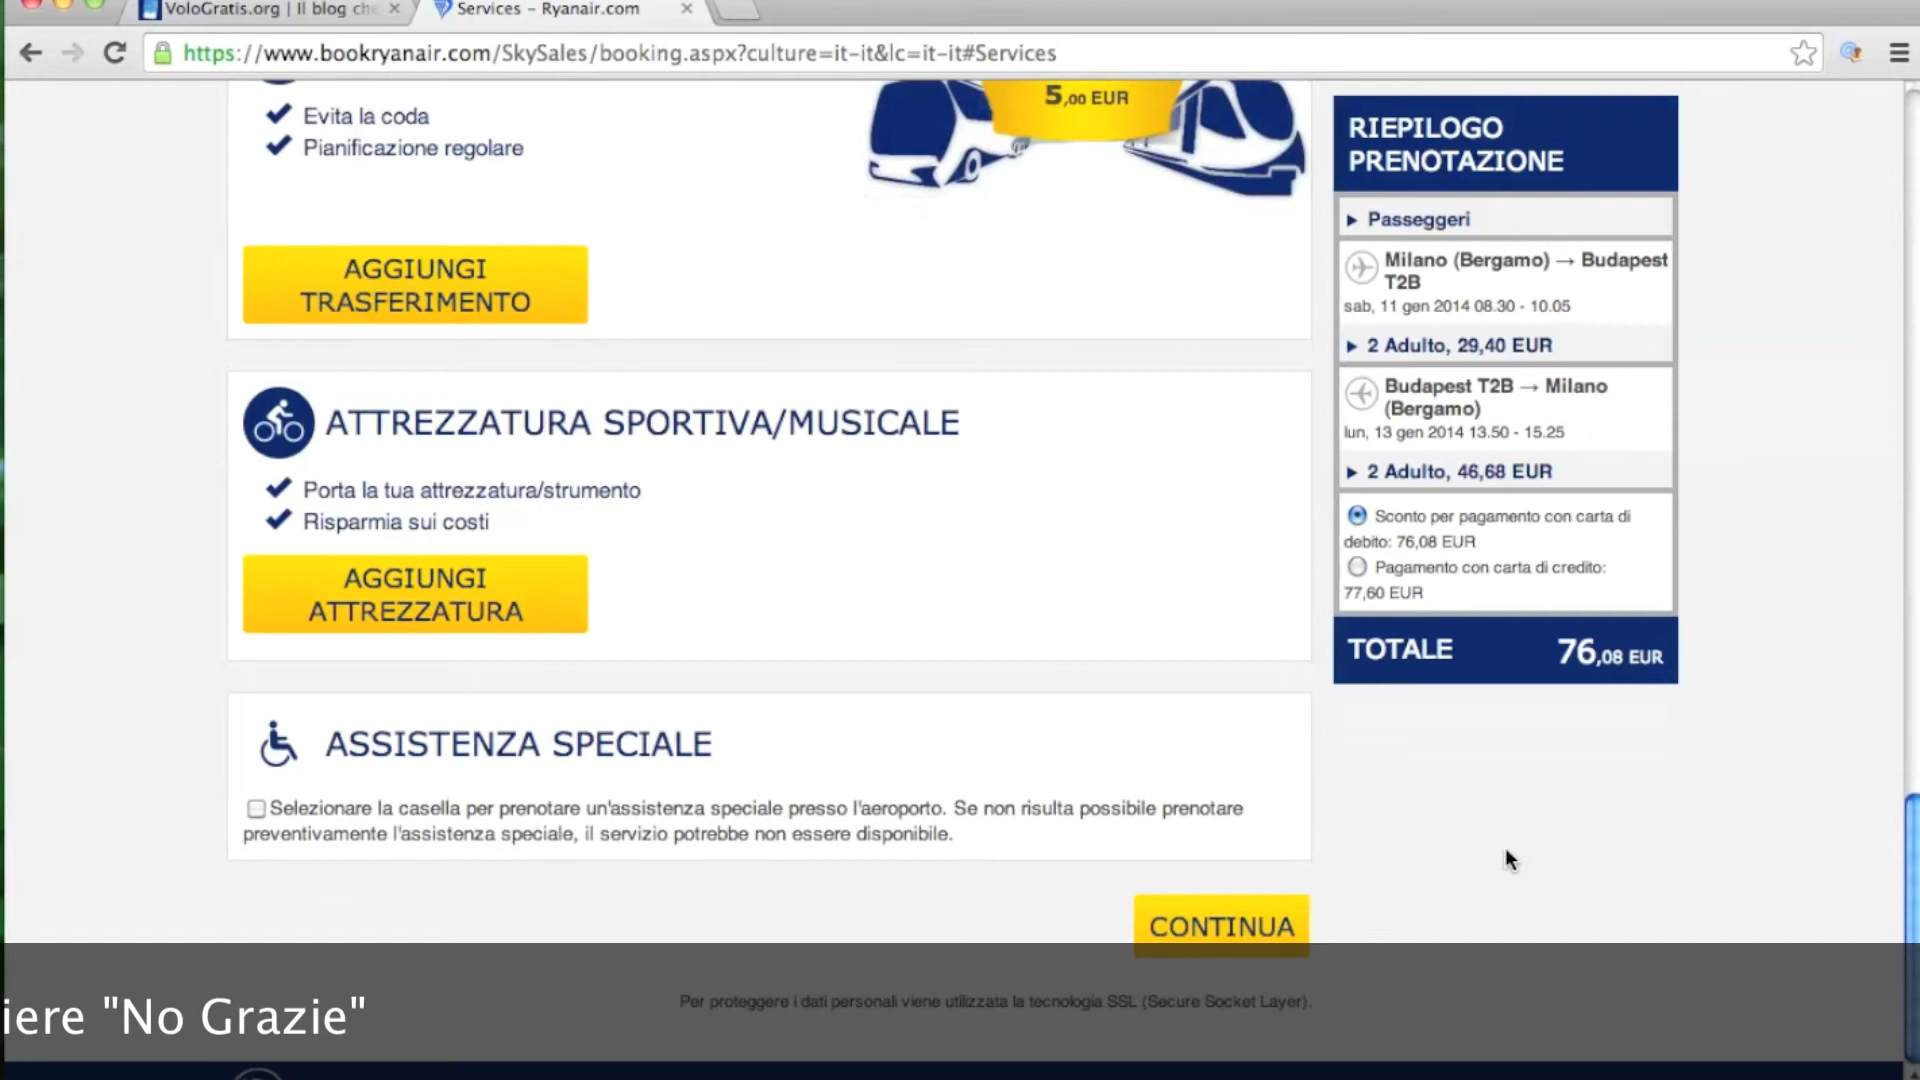 VoloGratis.org | Il blog che
Services – Ryanair.com
https://www.bookryanair.com/SkySales/booking.aspx?culture=it-it&lc=it-it#Services
Evita la coda
Pianificazione regolare
5,00 EUR
AGGIUNGI
TRASFERIMENTO
ATTREZZATURA SPORTIVA/MUSICALE
Porta la tua attrezzatura/strumento
Risparmia sui costi
AGGIUNGI
ATTREZZATURA
ASSISTENZA SPECIALE
Selezionare la casella per prenotare un'assistenza speciale presso l'aeroporto. Se non risulta possibile prenotare
preventivamente l'assistenza speciale, il servizio potrebbe non essere disponibile.
CONTINUA
RIEPILOGO
PRENOTAZIONE
Passeggeri
Milano (Bergamo) → Budapest
T2B
sab, 11 gen 2014 08.30 - 10.05
2 Adulto, 29,40 EUR
Budapest T2B → Milano
(Bergamo)
lun, 13 gen 2014 13.50 - 15.25
2 Adulto, 46,68 EUR
Sconto per pagamento con carta di
debito: 76,08 EUR
Pagamento con carta di credito:
77,60 EUR
TOTALE 76,08 EUR
Per proteggere i dati personali viene utilizzata la tecnologia SSL (Secure Socket Layer).
iere "No Grazie"